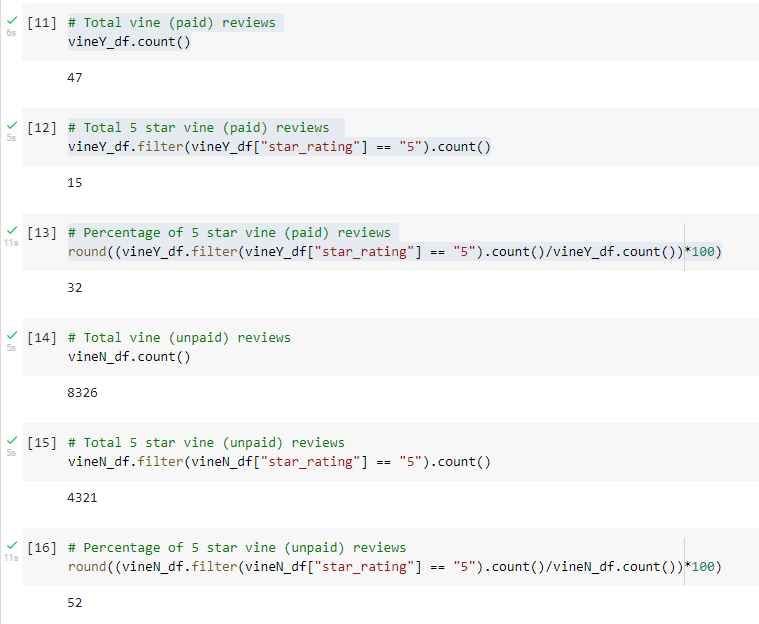 [11] # Total vine (paid) reviews
6s vineY_df.count()
47
[12] # Total 5 star vine (paid) reviews
5s vineY_df.filter(vineY_df["star_rating"] == "5").count()
15
[13] # Percentage of 5 star vine (paid) reviews
11s round((vineY_df.filter(vineY_df["star_rating"] == "5").count()/vineY_df.count())*100)
32
[14] # Total vine (unpaid) reviews
5s vineN_df.count()
8326
[15] # Total 5 star vine (unpaid) reviews
5s vineN_df.filter(vineN_df["star_rating"] == "5").count()
4321
[16] # Percentage of 5 star vine (unpaid) reviews
11s round((vineN_df.filter(vineN_df["star_rating"] == "5").count()/vineN_df.count())*100)
52